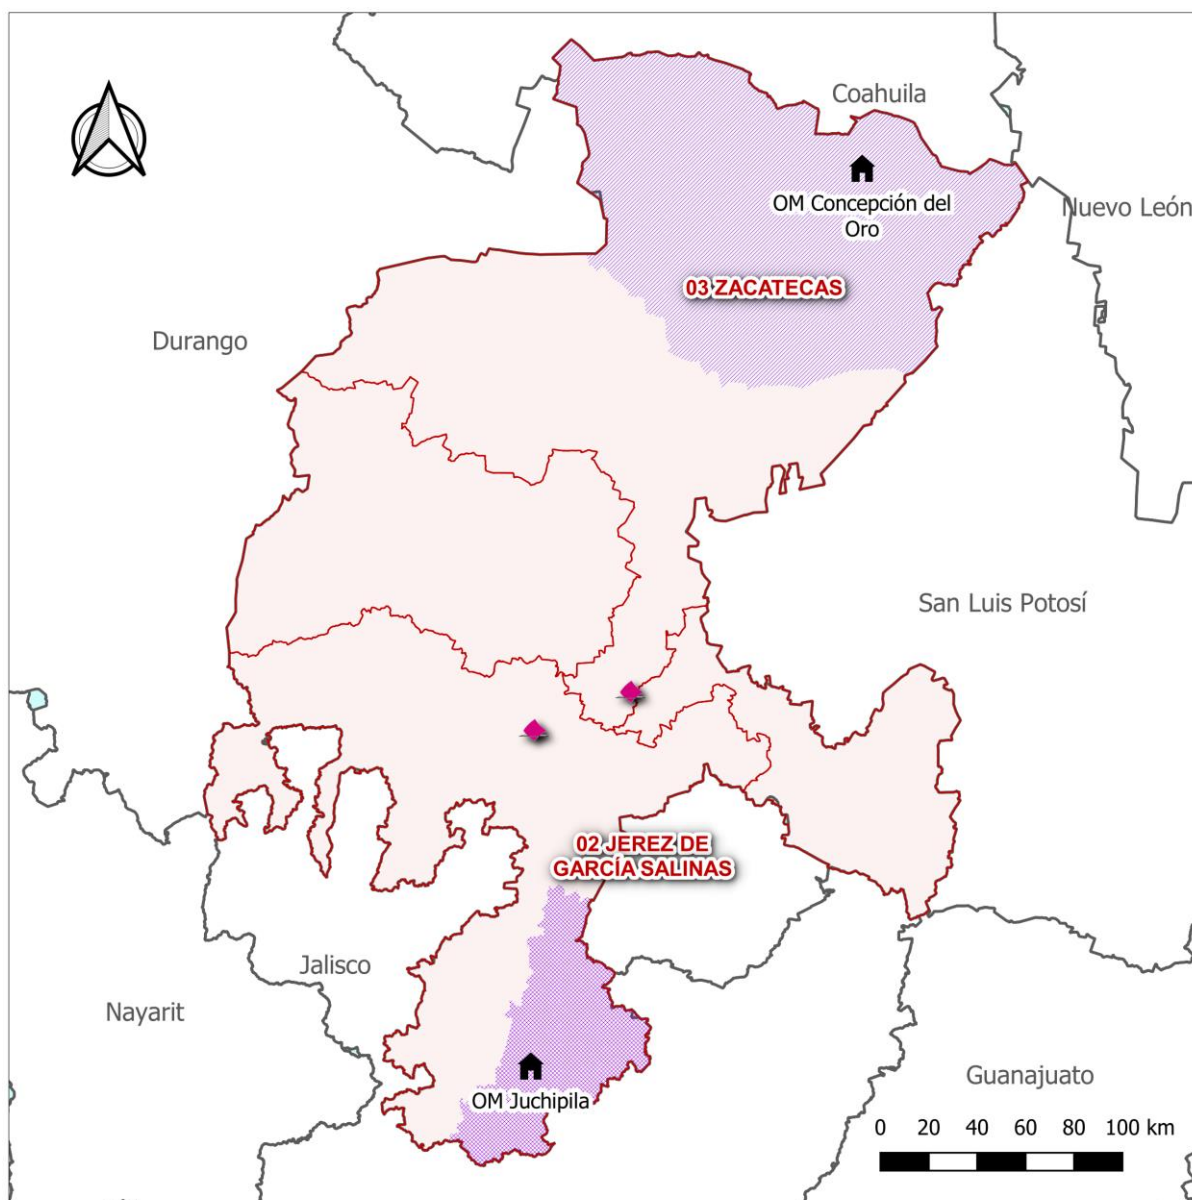 Coahuila
OM Concepción del
Oro
Nuevo León
03 ZACATECAS
Durango
San Luis Potosí
02 JEREZ DE
GARCÍA SALINAS
Jalisco
Nayarit
OM Juchipila
Guanajuato
0 20 40 60 80 100 km